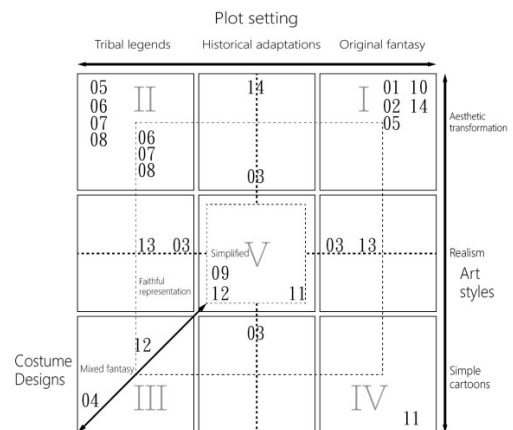 Plot setting
Tribal legends Historical adaptations Original fantasy
05 II 14 I 01 10
06 02 14
07 05
08 06
07
08
03
Aesthetic
transformation
13 03 Simplified V 03 13
Realism
Art
styles
Faithful
representation
09
12 11
12 03
Costume
Designs
Mixed fantasy
Simple
cartoons
04 III IV
11